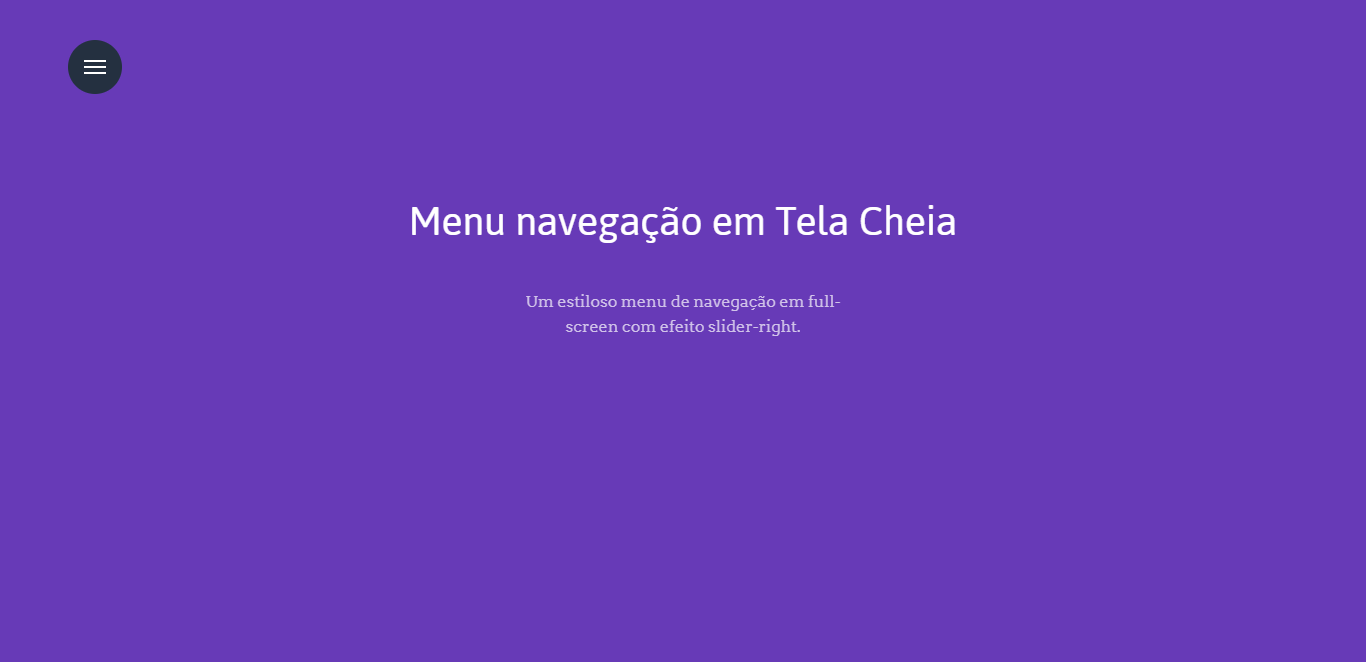 Menu navegação em Tela Cheia
Um estiloso menu de navegação em full-
screen com efeito slider-right.